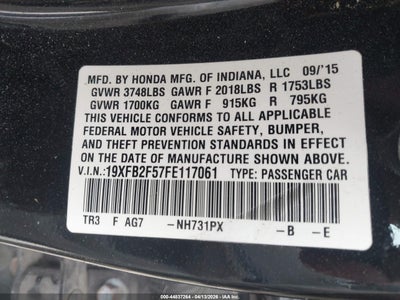 MFD. BY HONDA MFG. OF INDIANA, LLC 09/'15
GVWR 3748LBS GAWR F 2018LBS R 1753LBS
GVWR 1700KG GAWR F 915KG R 795KG
THIS VEHICLE CONFORMS TO ALL APPLICABLE
FEDERAL MOTOR VEHICLE SAFETY, BUMPER,
AND THEFT PREVENTION STANDARDS IN EFFECT
ON THE DATE OF MANUFACTURE SHOWN ABOVE.
V.I.N.: 19XFB2F57FE117061 TYPE: PASSENGER CAR
TR3 F AG7 -NH731PX -B -E
000-44837264 04/13/2026 © IAA, Inc.